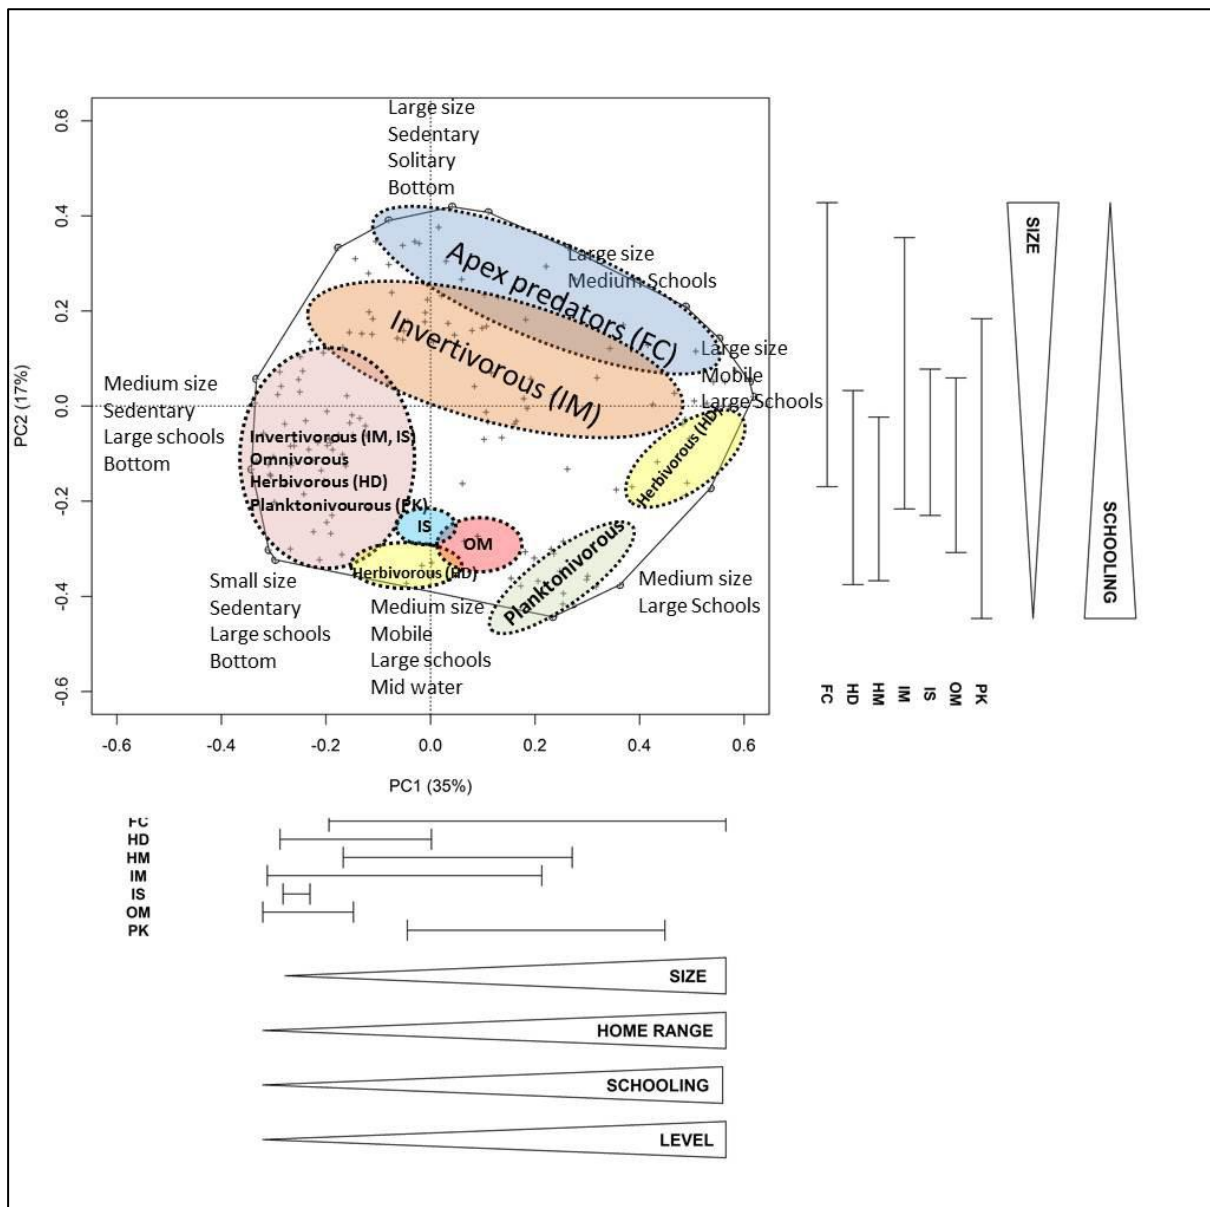 Large size
Sedentary
Solitary
Bottom
0.6
0.4
0.2
0.0
-0.2
-0.4
-0.6
PC2 (17%)
Apex predators (FC)
Large size
Medium Schools
Invertivorous (IM)
Large size
Mobile
Large Schools
Medium size
Sedentary
Large schools
Bottom
Invertivorous (IM, IS)
Omnivorous
Herbivorous (HD)
Planktonivourous (PK)
Herbivorous (HD)
IS
OM
Herbivorous (HD)
Planktonivorous
Small size
Sedentary
Large schools
Bottom
Medium size
Mobile
Large schools
Mid water
Medium size
Large Schools
-0.6 -0.4 -0.2 0.0 0.2 0.4 0.6
PC1 (35%)
SIZE
SCHOOLING
FC HD HM IM IS OM PK
FC
HD
HM
IM
IS
OM
PK
SIZE
HOME RANGE
SCHOOLING
LEVEL